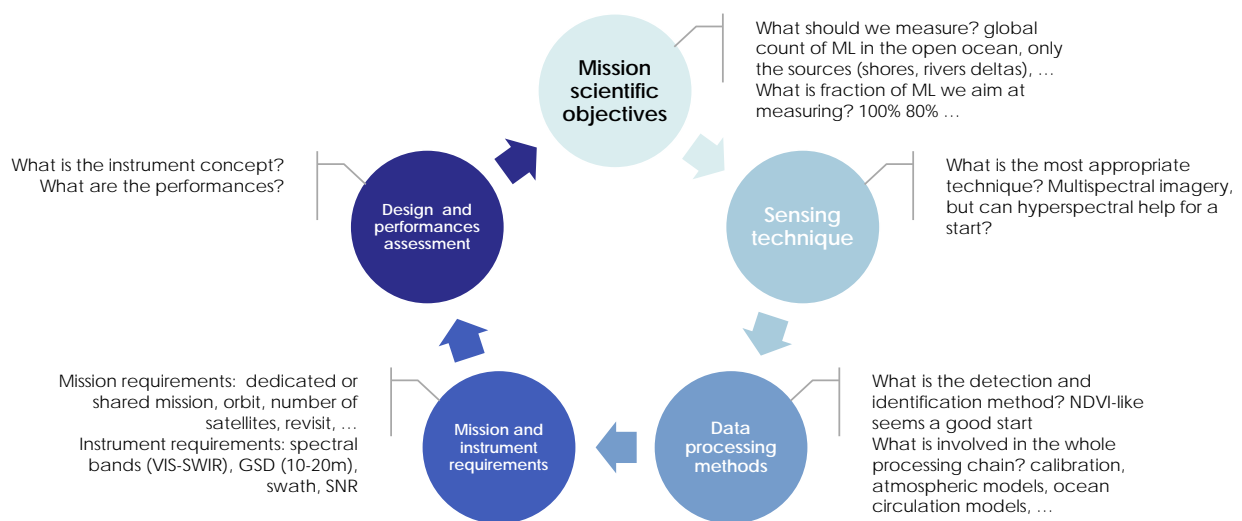 Mission
scientific
objectives
What should we measure? global
count of ML in the open ocean, only
the sources (shores, rivers deltas), …
What is fraction of ML we aim at
measuring? 100% 80% …
Sensing
technique
What is the most appropriate
technique? Multispectral imagery,
but can hyperspectral help for a
start?
Data
processing
methods
What is the detection and
identification method? NDVI-like
seems a good start
What is involved in the whole
processing chain? calibration,
atmospheric models, ocean
circulation models, …
Mission and
instrument
requirements
Mission requirements: dedicated or
shared mission, orbit, number of
satellites, revisit, …
Instrument requirements: spectral
bands (VIS-SWIR), GSD (10-20m),
swath, SNR
Design and
performances
assessment
What is the instrument concept?
What are the performances?